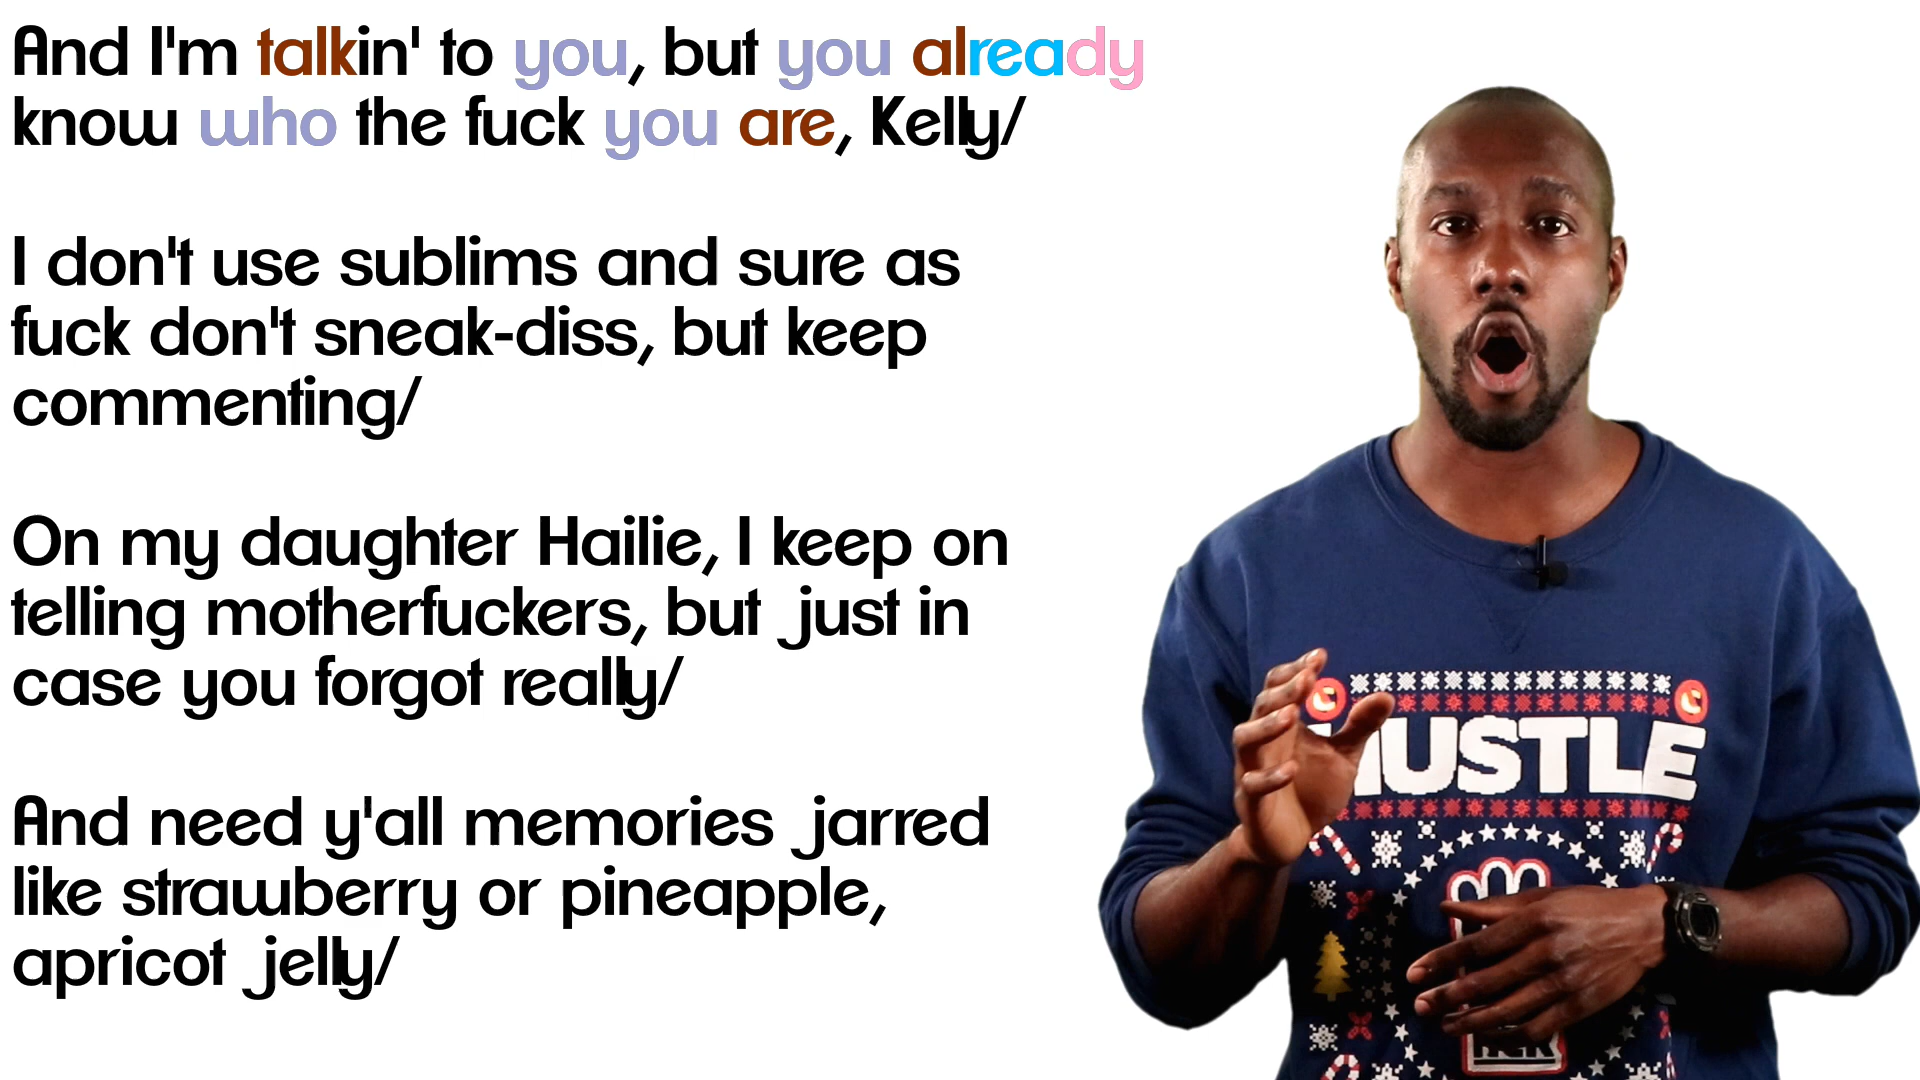 And I'm talkin' to you, but you already
know who the fuck you are, Kelly/
I don't use sublims and sure as
fuck don't sneak-diss, but keep
commenting/
On my daughter Hailie, I keep on
telling motherfuckers, but just in
case you forgot really/
And need y'all memories jarred
like strawberry or pineapple,
apricot jelly/
HUSTLE